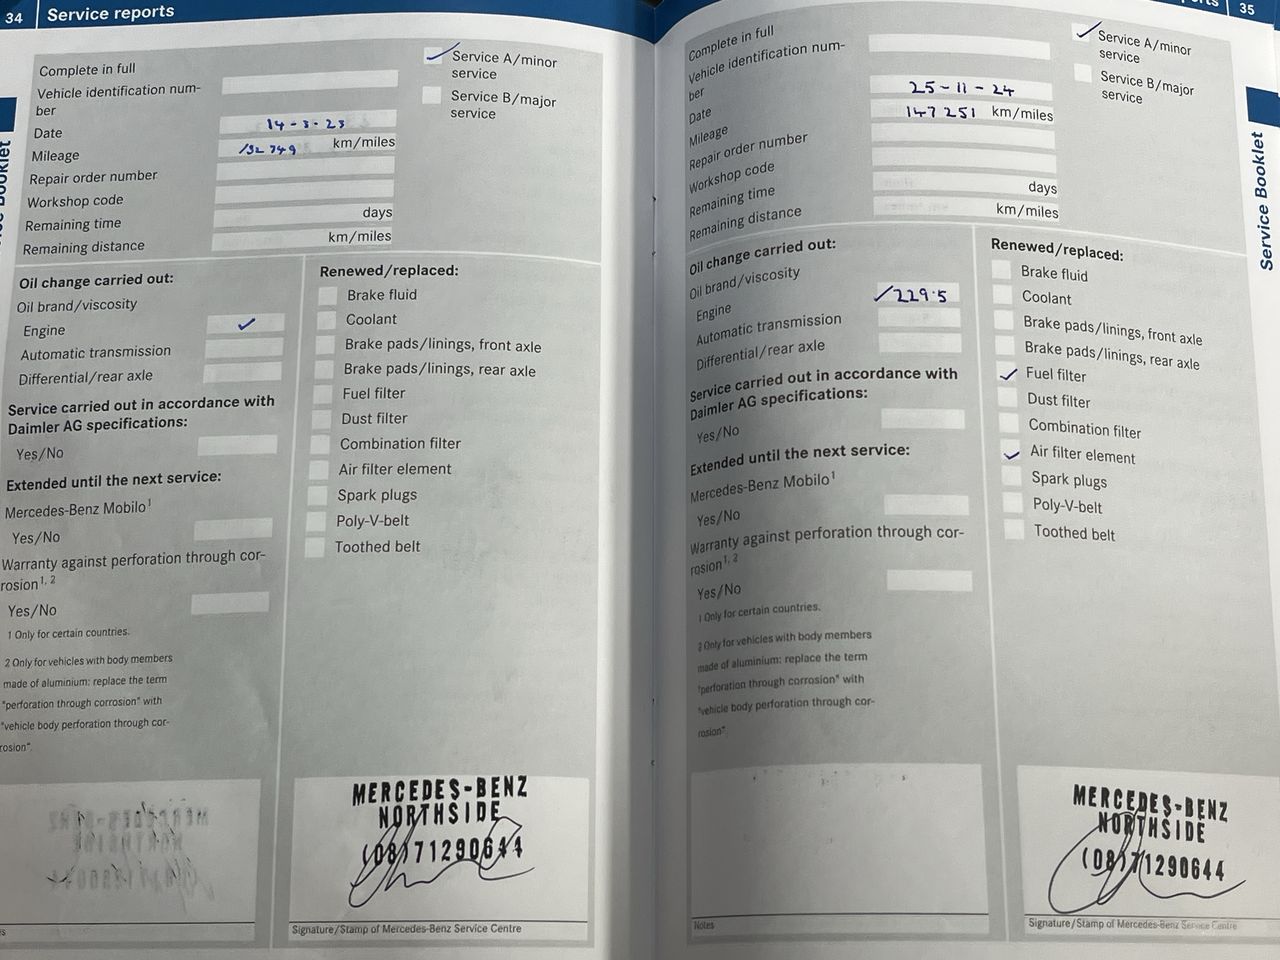 34 Service reports
Complete in full
Vehicle identification num-
ber
Date 14-3-23
Mileage 132 749 km/miles
Repair order number
Workshop code
Remaining time days
Remaining distance km/miles
Service A/minor
service
Service B/major
service
Oil change carried out:
Oil brand/viscosity
Engine ✓
Automatic transmission
Differential/rear axle
Service carried out in accordance with
Daimler AG specifications:
Yes/No
Extended until the next service:
Mercedes-Benz Mobilo1
Yes/No
Warranty against perforation through cor-
rosion1, 2
Yes/No
1 Only for certain countries.
2 Only for vehicles with body members
made of aluminium: replace the term
"perforation through corrosion" with
"vehicle body perforation through cor-
rosion".
Renewed/replaced:
Brake fluid
Coolant
Brake pads/linings, front axle
Brake pads/linings, rear axle
Fuel filter
Dust filter
Combination filter
Air filter element
Spark plugs
Poly-V-belt
Toothed belt
MERCEDES-BENZ
NORTHSIDE
(08)71290644
Signature/Stamp of Mercedes-Benz Service Centre
35
Complete in full
Vehicle identification num-
ber
Date 25-11-24
Mileage 147 251 km/miles
Repair order number
Workshop code
Remaining time days
Remaining distance km/miles
✓ Service A/minor
service
Service B/major
service
Service Booklet
Oil change carried out:
Oil brand/viscosity
Engine ✓229.5
Automatic transmission
Differential/rear axle
Service carried out in accordance with
Daimler AG specifications:
Yes/No
Extended until the next service:
Mercedes-Benz Mobilo1
Yes/No
Warranty against perforation through cor-
rosion1, 2
Yes/No
1 Only for certain countries.
2 Only for vehicles with body members
made of aluminium: replace the term
"perforation through corrosion" with
"vehicle body perforation through cor-
rosion".
Renewed/replaced:
Brake fluid
Coolant
Brake pads/linings, front axle
Brake pads/linings, rear axle
✓ Fuel filter
Dust filter
Combination filter
✓ Air filter element
Spark plugs
Poly-V-belt
Toothed belt
Notes
MERCEDES-BENZ
NORTHSIDE
(08)71290644
Signature/Stamp of Mercedes-Benz Service Centre